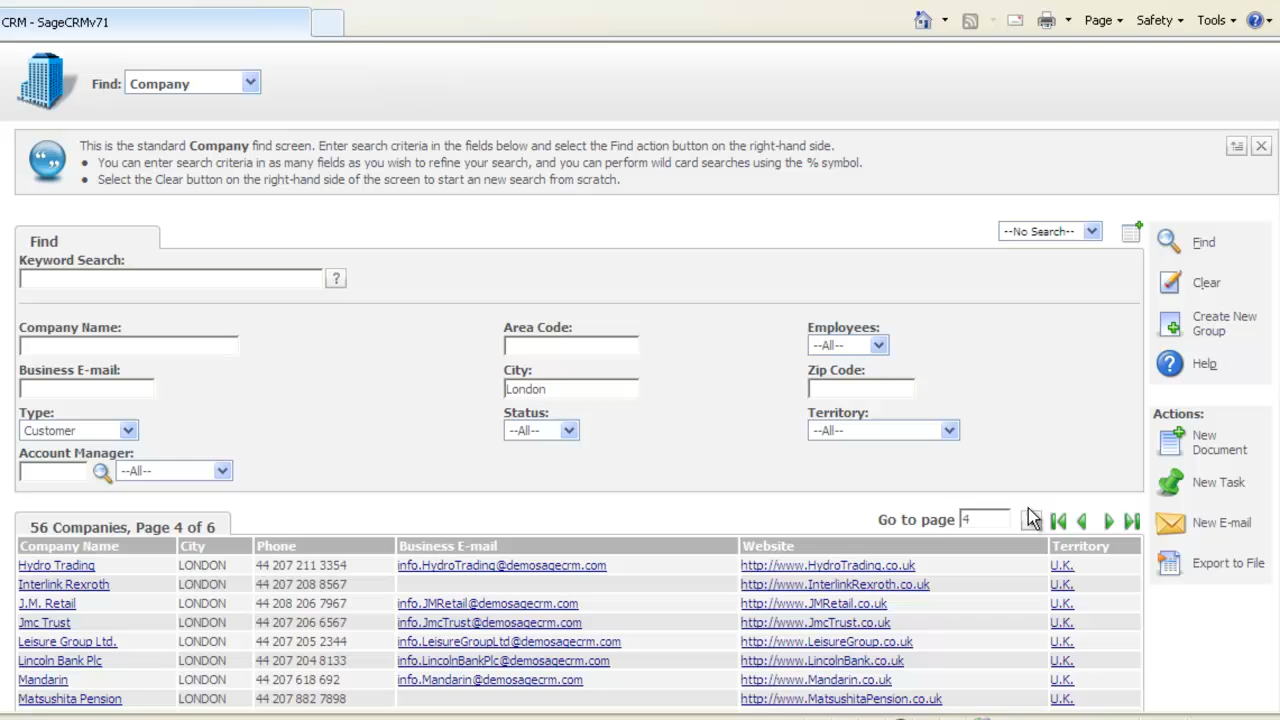 CRM - SageCRMv71
Page Safety Tools
Find: Company
This is the standard Company find screen. Enter search criteria in the fields below and select the Find action button on the right-hand side.
• You can enter search criteria in as many fields as you wish to refine your search, and you can perform wild card searches using the % symbol.
• Select the Clear button on the right-hand side of the screen to start an new search from scratch.
--No Search--
Find
Keyword Search:
?
Company Name: Area Code: Employees:
--All--
Business E-mail: City: Zip Code:
London
Type: Status: Territory:
Customer --All-- --All--
Account Manager:
--All--
Find
Clear
Create New
Group
Help
Actions:
New
Document
New Task
New E-mail
Export to File
56 Companies, Page 4 of 6 Go to page 4
Company Name City Phone Business E-mail Website Territory
Hydro Trading LONDON 44 207 211 3354 info.HydroTrading@demosagecrm.com http://www.HydroTrading.co.uk U.K.
Interlink Rexroth LONDON 44 207 208 8567 http://www.InterlinkRexroth.co.uk U.K.
J.M. Retail LONDON 44 208 206 7967 info.JMRetail@demosagecrm.com http://www.JMRetail.co.uk U.K.
Jmc Trust LONDON 44 207 206 6567 info.JmcTrust@demosagecrm.com http://www.JmcTrust.co.uk U.K.
Leisure Group Ltd. LONDON 44 207 205 2344 info.LeisureGroupLtd@demosagecrm.com http://www.LeisureGroup.co.uk U.K.
Lincoln Bank Plc LONDON 44 207 204 8133 info.LincolnBankPlc@demosagecrm.com http://www.LincolnBank.co.uk U.K.
Mandarin LONDON 44 207 618 692 info.Mandarin@demosagecrm.com http://www.Mandarin.co.uk U.K.
Matsushita Pension LONDON 44 207 882 7898 http://www.MatsushitaPension.co.uk U.K.